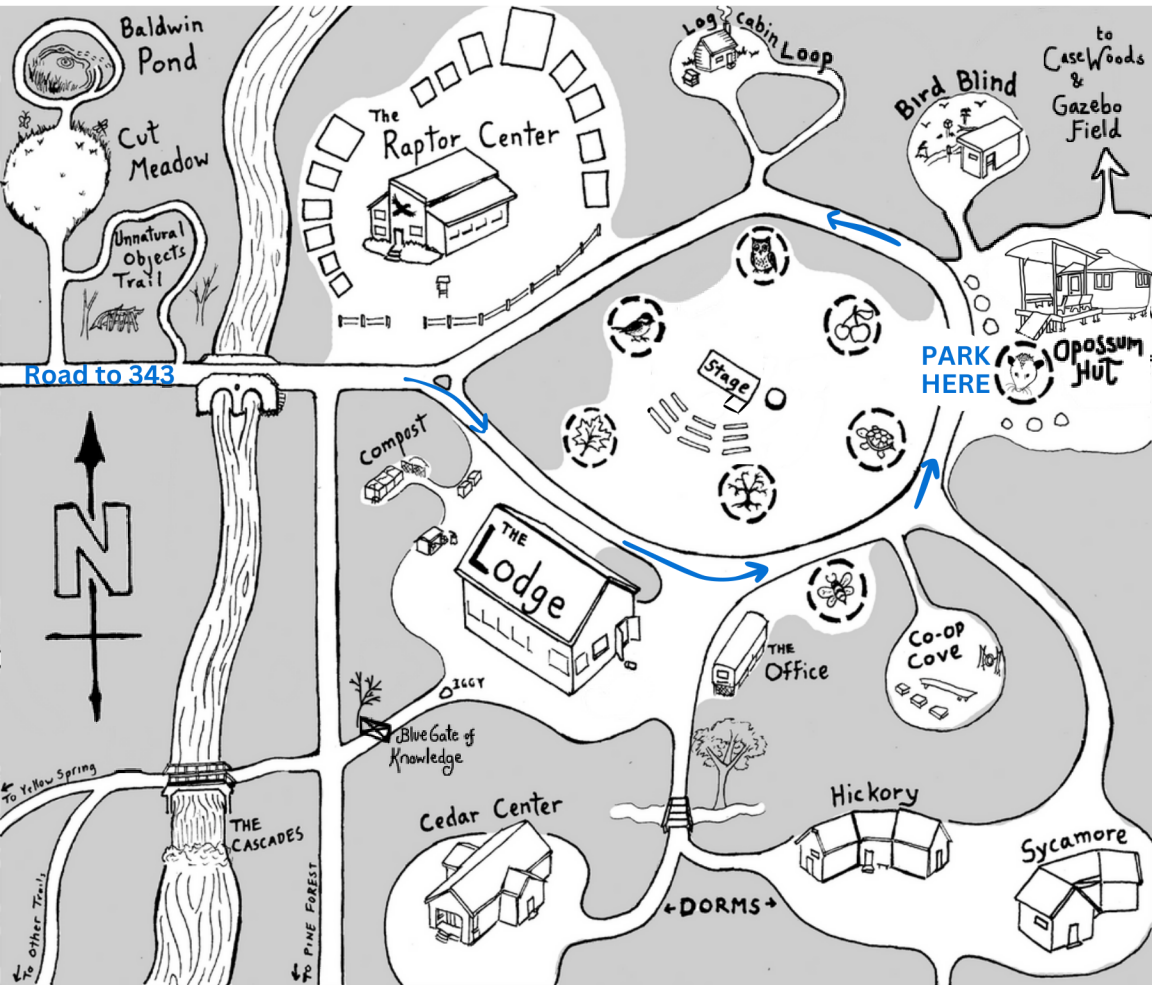 Baldwin
Pond
Cut
Meadow
Unnatural
Objects
Trail
The
Raptor Center
Log Cabin
Loop
Bird Blind
to
Case Woods
&
Gazebo
Field
Opossum
Hut
PARK
HERE
Road to 343
Stage
Compost
N
THE
Lodge
THE
Office
Co-op
Cove
IGGY
Blue Gate of
Knowledge
← To Yellow Spring
THE
CASCADES
← To Other Trails
← TO PINE FOREST
Cedar Center
Hickory
Sycamore
← DORMS →